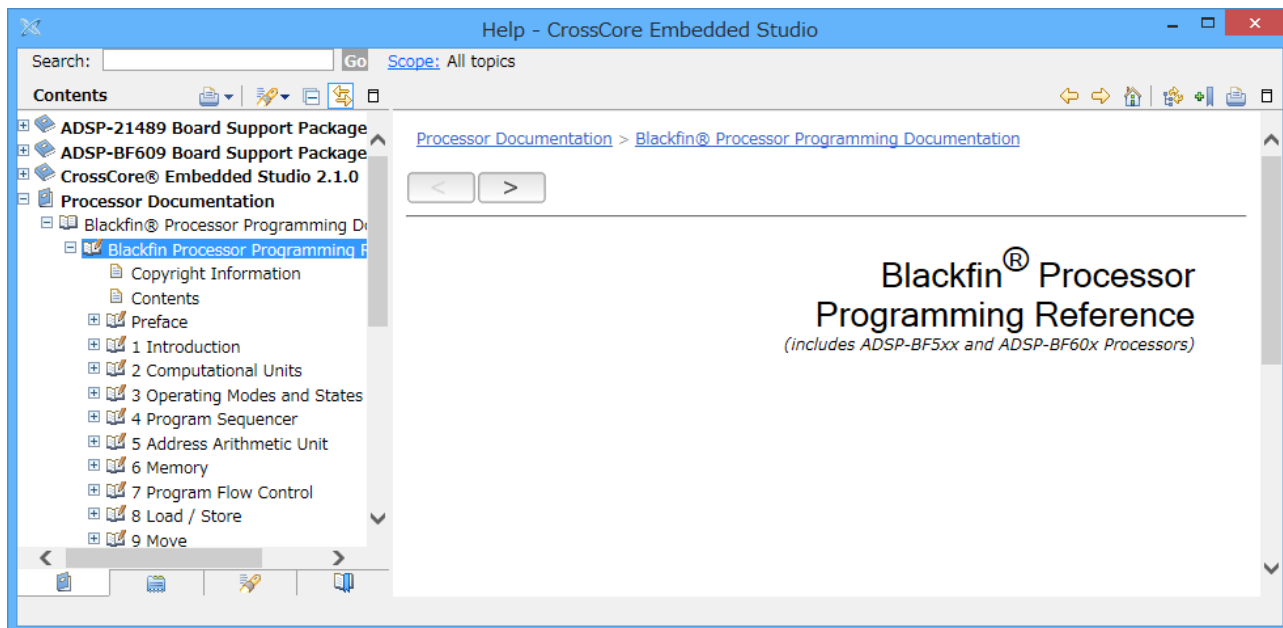 Help - CrossCore Embedded Studio
Search: Go Scope: All topics
Contents
ADSP-21489 Board Support Package
ADSP-BF609 Board Support Package
CrossCore® Embedded Studio 2.1.0
Processor Documentation
Blackfin® Processor Programming Do
Blackfin Processor Programming R
Copyright Information
Contents
Preface
1 Introduction
2 Computational Units
3 Operating Modes and States
4 Program Sequencer
5 Address Arithmetic Unit
6 Memory
7 Program Flow Control
8 Load / Store
9 Move
Processor Documentation > Blackfin® Processor Programming Documentation
< >
Blackfin® Processor
Programming Reference
(includes ADSP-BF5xx and ADSP-BF60x Processors)